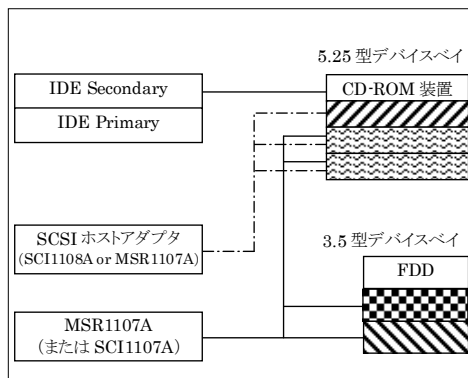 5.25 型デバイスベイ
IDE Secondary
CD-ROM 装置
IDE Primary
SCSI ホストアダプタ
(SCI1108A or MSR1107A)
3.5 型デバイスベイ
FDD
MSR1107A
(または SCI1107A)